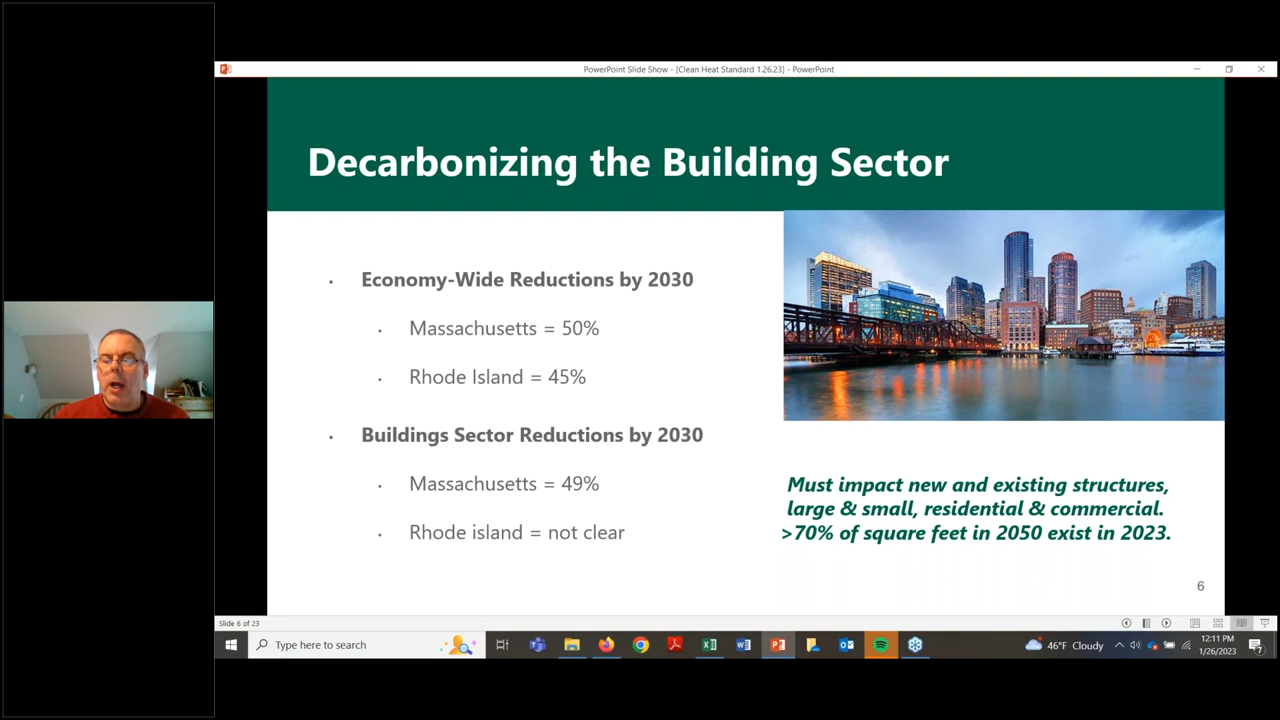 PowerPoint Slide Show - [Clean Heat Standard 1.26.23] - PowerPoint
Decarbonizing the Building Sector
Economy-Wide Reductions by 2030
Massachusetts = 50%
Rhode Island = 45%
Buildings Sector Reductions by 2030
Massachusetts = 49%
Rhode island = not clear
Must impact new and existing structures,
large & small, residential & commercial.
>70% of square feet in 2050 exist in 2023.
6
Slide 6 of 23
Type here to search
46°F Cloudy
12:11 PM
1/26/2023